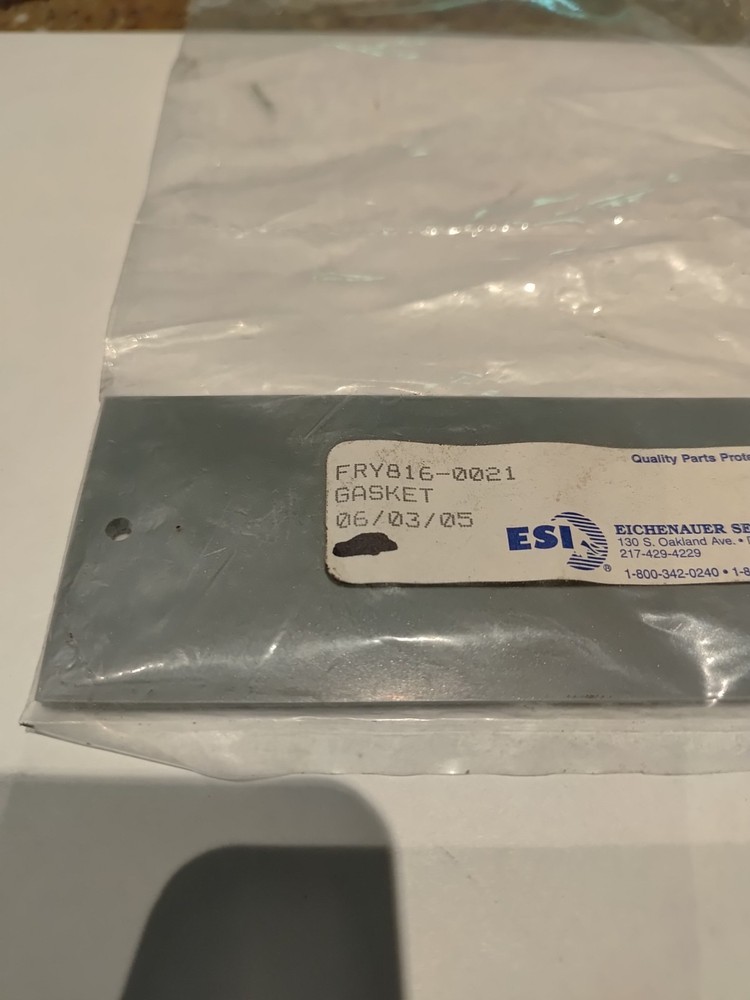 FRY816-0021
GASKET
06/03/05
Quality Parts Prote
ESI
®
EICHENAUER SE
130 S. Oakland Ave. •
217-429-4229
1-800-342-0240 • 1-8